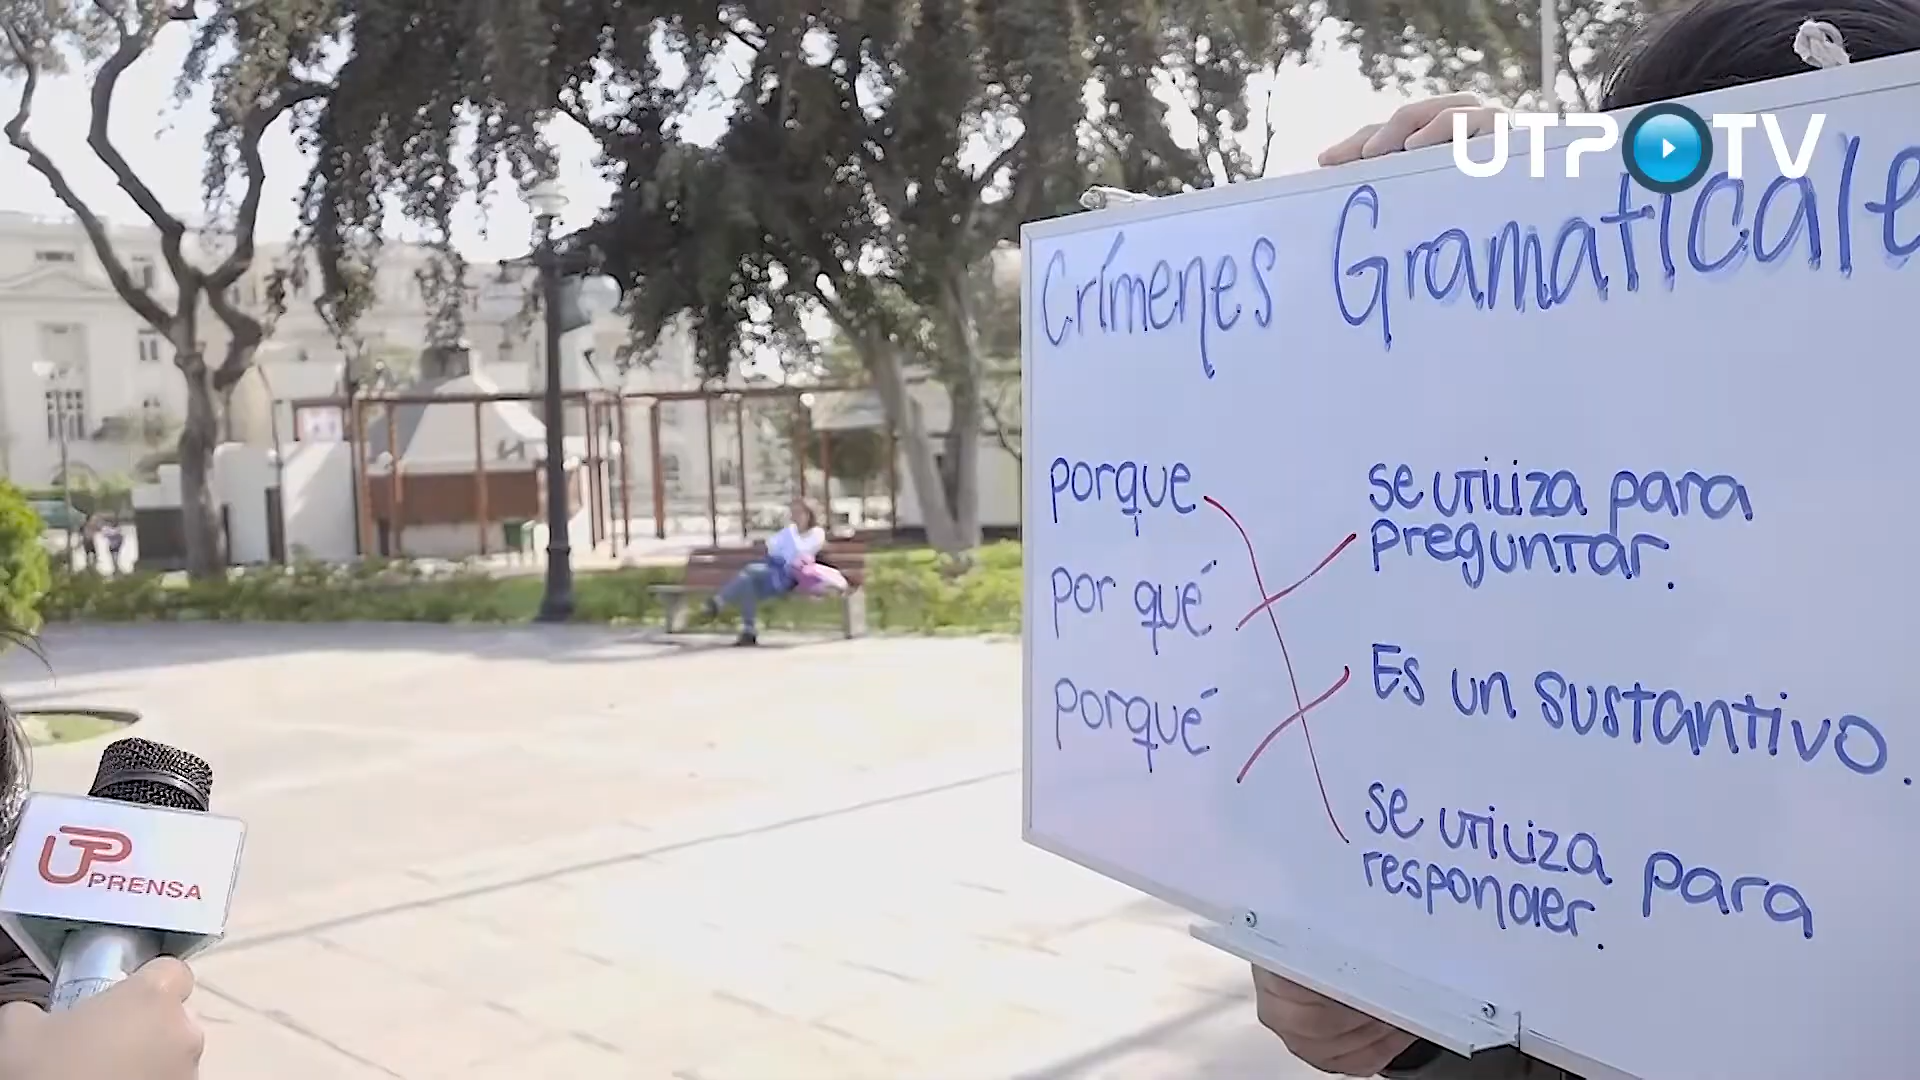 UTP TV
Crímenes Gramaticale
porque
por qué
porqué
se utiliza para
preguntar.
Es un sustantivo.
se utiliza para
responder.
UTP
PRENSA